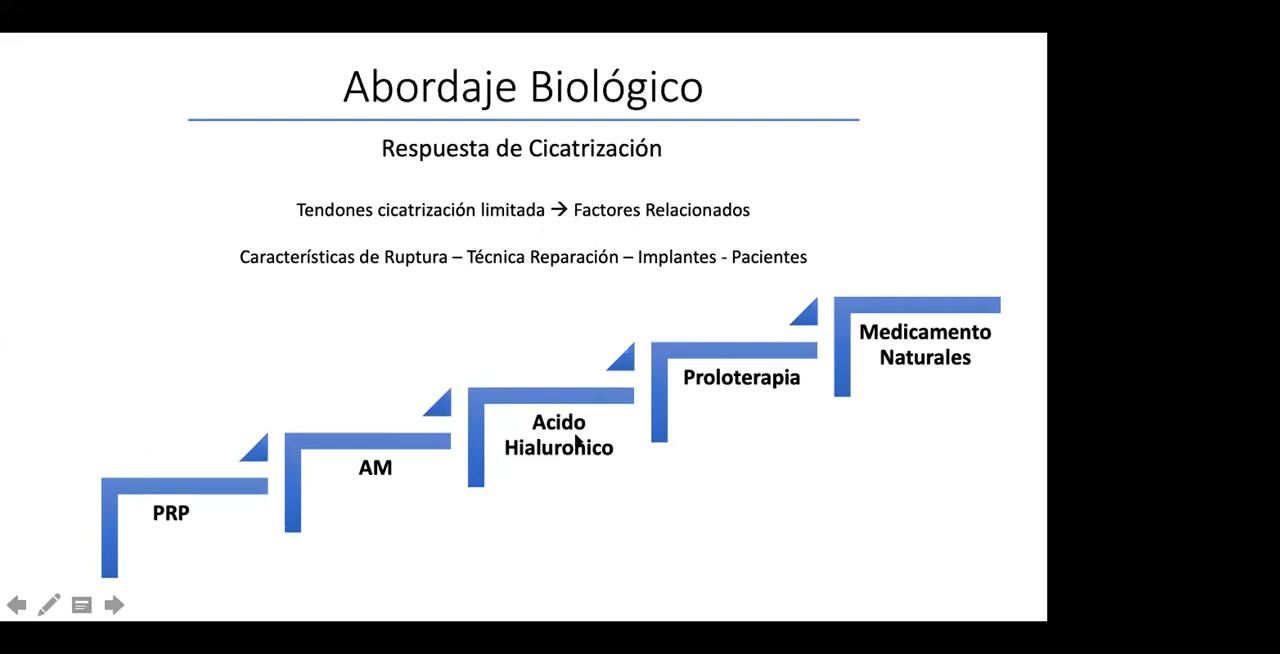 Abordaje Biológico
Respuesta de Cicatrización
Tendones cicatrización limitada → Factores Relacionados
Características de Ruptura – Técnica Reparación – Implantes - Pacientes
Medicamento
Naturales
Proloterapia
Acido
Hialuronico
AM
PRP